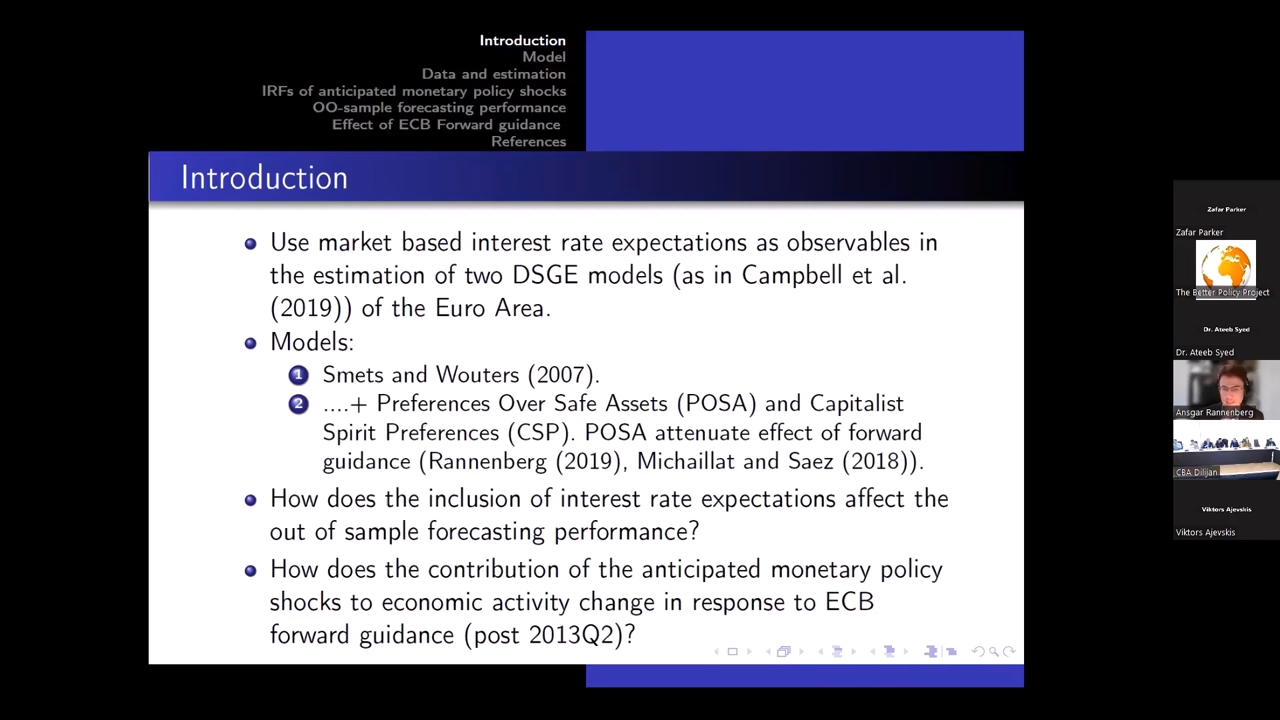 Introduction
Model
Data and estimation
IRFs of anticipated monetary policy shocks
OO-sample forecasting performance
Effect of ECB Forward guidance
References
Introduction
Use market based interest rate expectations as observables in
the estimation of two DSGE models (as in Campbell et al.
(2019)) of the Euro Area.
Models:
1 Smets and Wouters (2007).
2 ....+ Preferences Over Safe Assets (POSA) and Capitalist
Spirit Preferences (CSP). POSA attenuate effect of forward
guidance (Rannenberg (2019), Michaillat and Saez (2018)).
How does the inclusion of interest rate expectations affect the
out of sample forecasting performance?
How does the contribution of the anticipated monetary policy
shocks to economic activity change in response to ECB
forward guidance (post 2013Q2)?
Zafar Parker
Zafar Parker
The Better Policy Project
Dr. Ateeb Syed
Dr. Ateeb Syed
Ansgar Rannenberg
CBA Dilijan
Viktors Ajevskis
Viktors Ajevskis